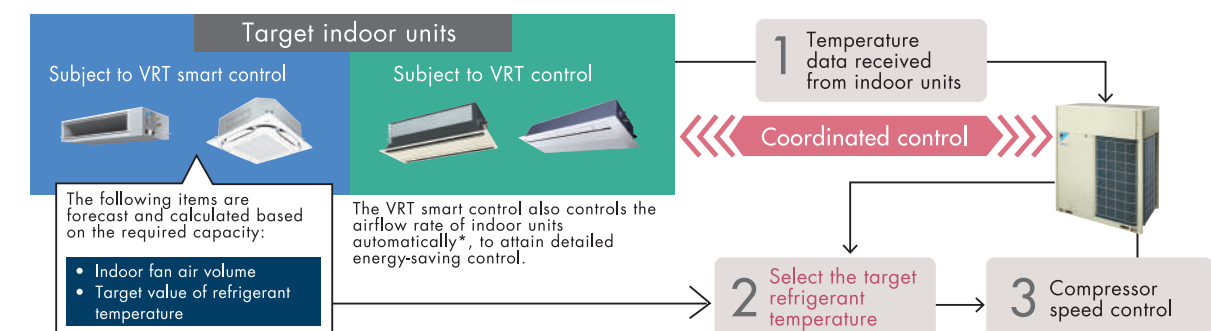 Target indoor units
Subject to VRT smart control
Subject to VRT control
The following items are
forecast and calculated based
on the required capacity:
• Indoor fan air volume
• Target value of refrigerant
temperature
The VRT smart control also controls the
airflow rate of indoor units
automatically*, to attain detailed
energy-saving control.
1 Temperature
data received
from indoor units
Coordinated control
DAIKIN
2 Select the target
refrigerant
temperature
3 Compressor
speed control